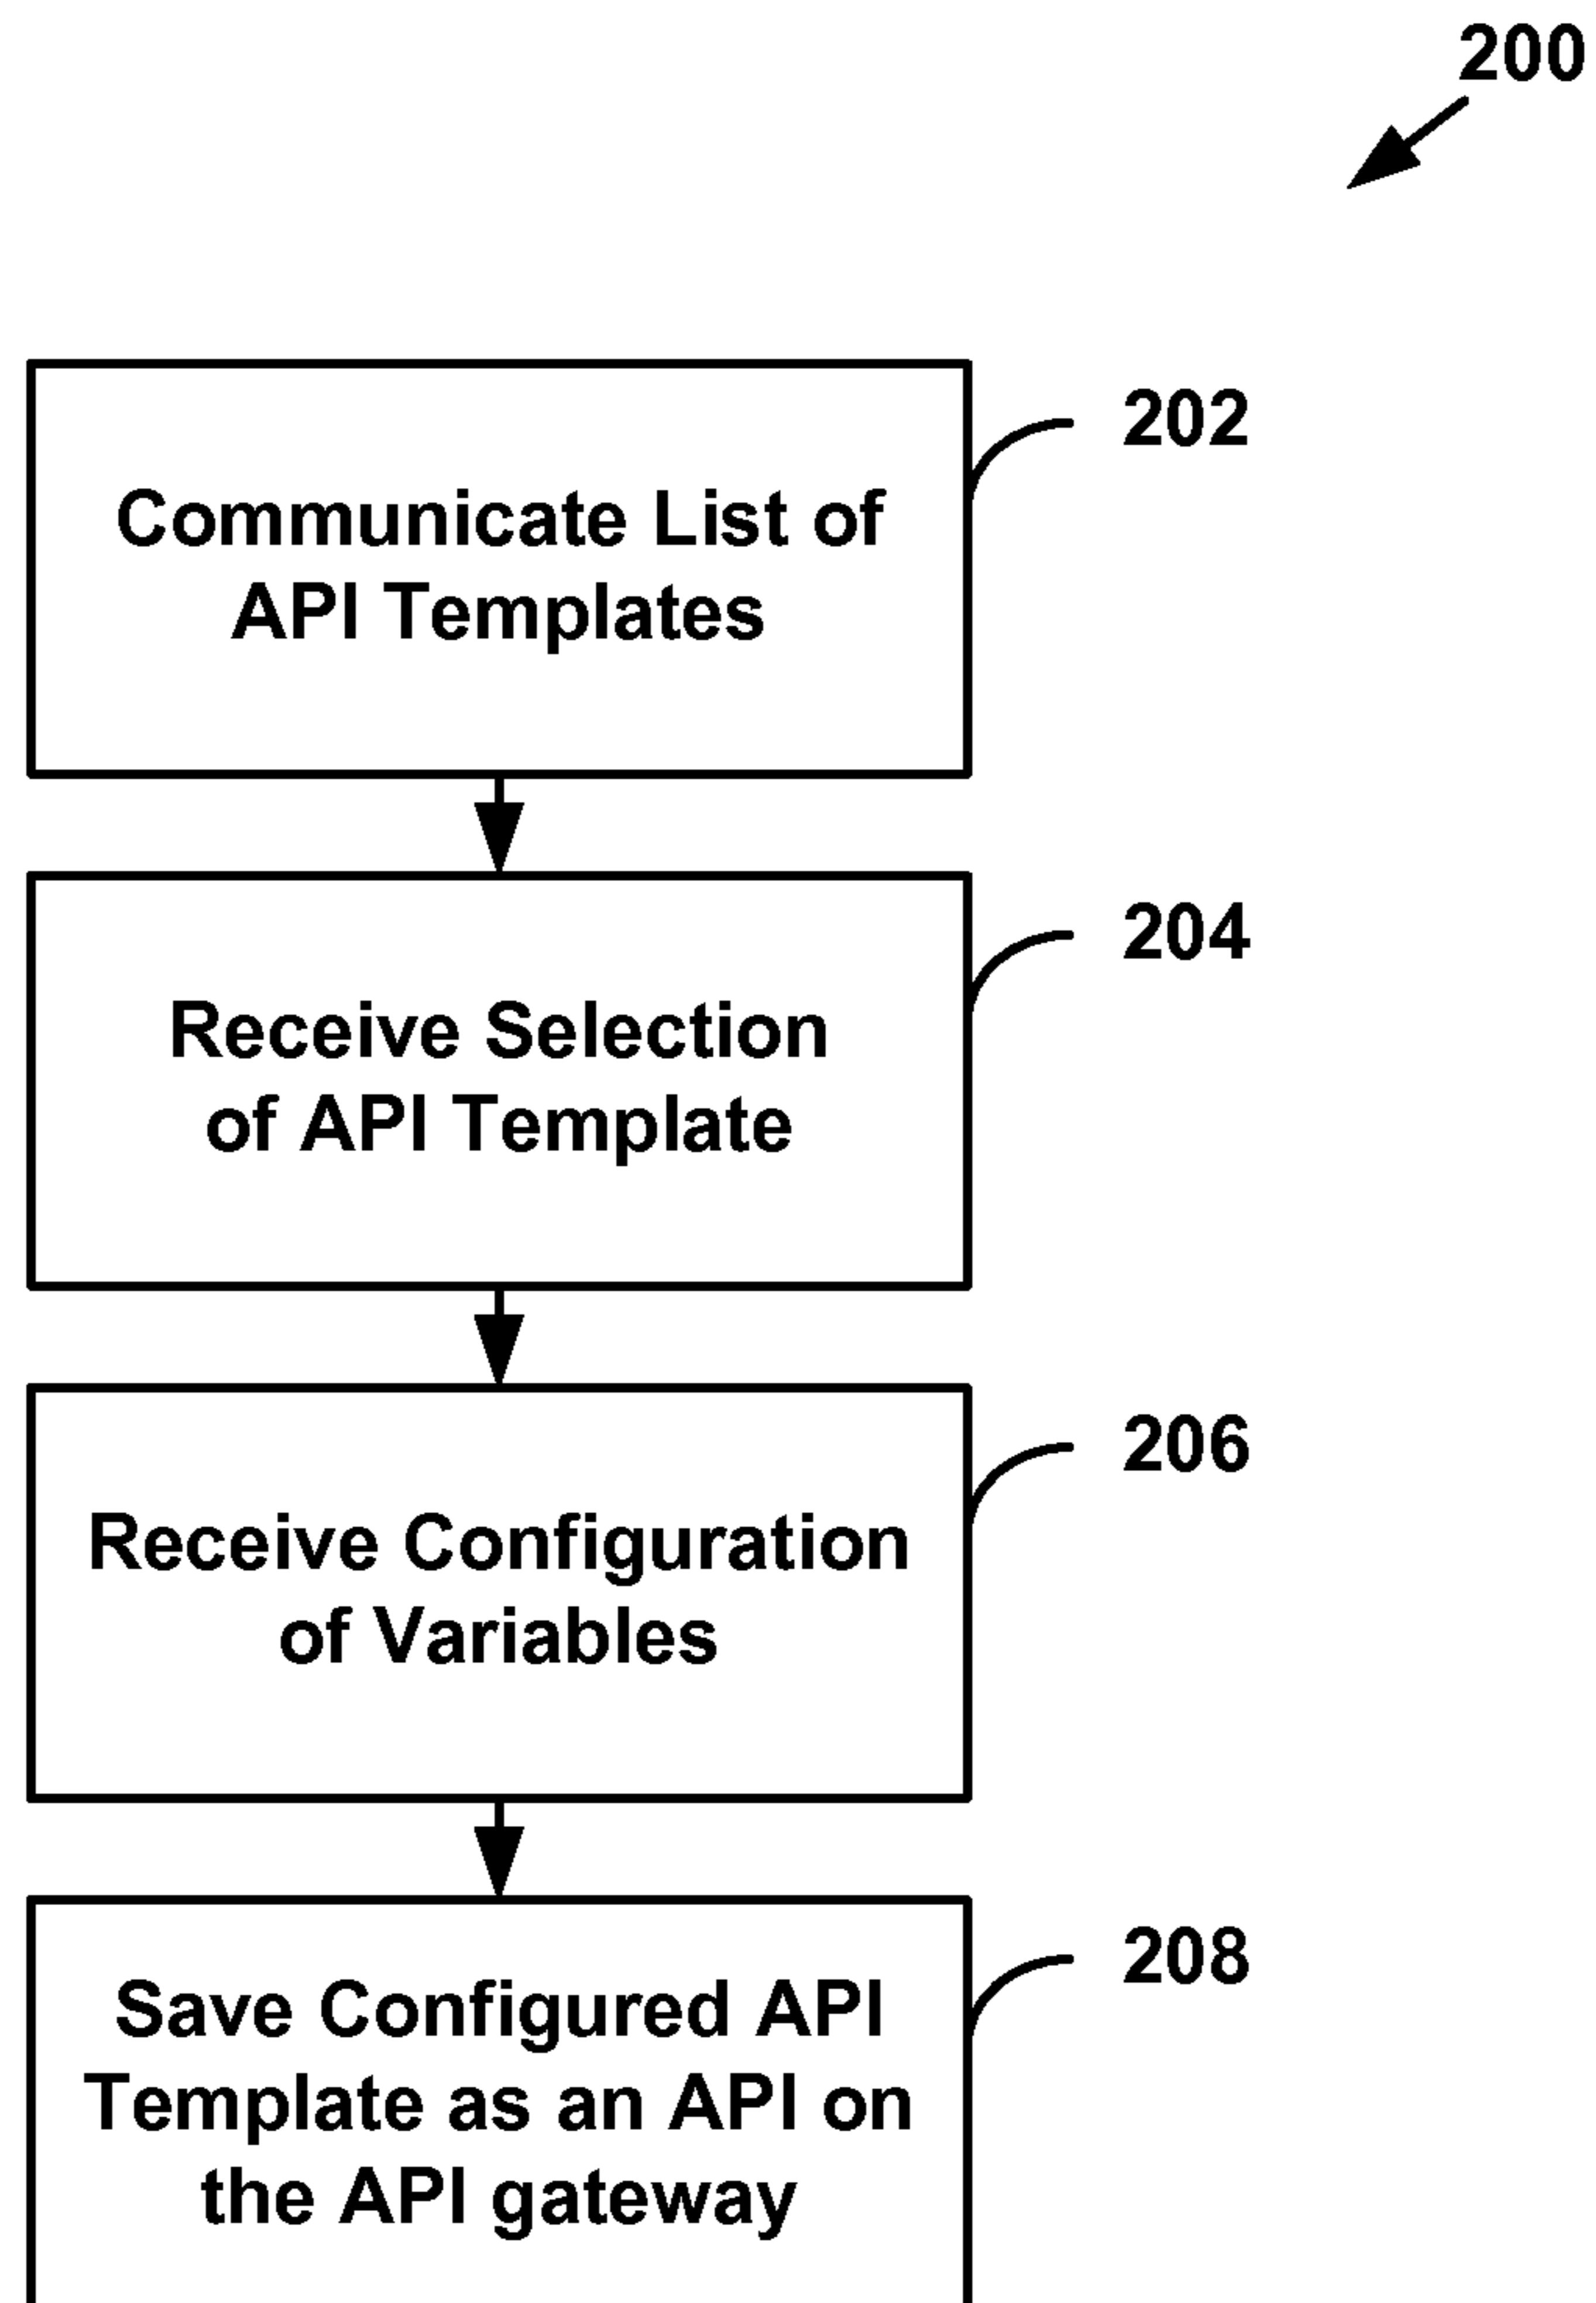 200
202
Communicate List of
API Templates
204
Receive Selection
of API Template
206
Receive Configuration
of Variables
208
Save Configured API
Template as an API on
the API gateway